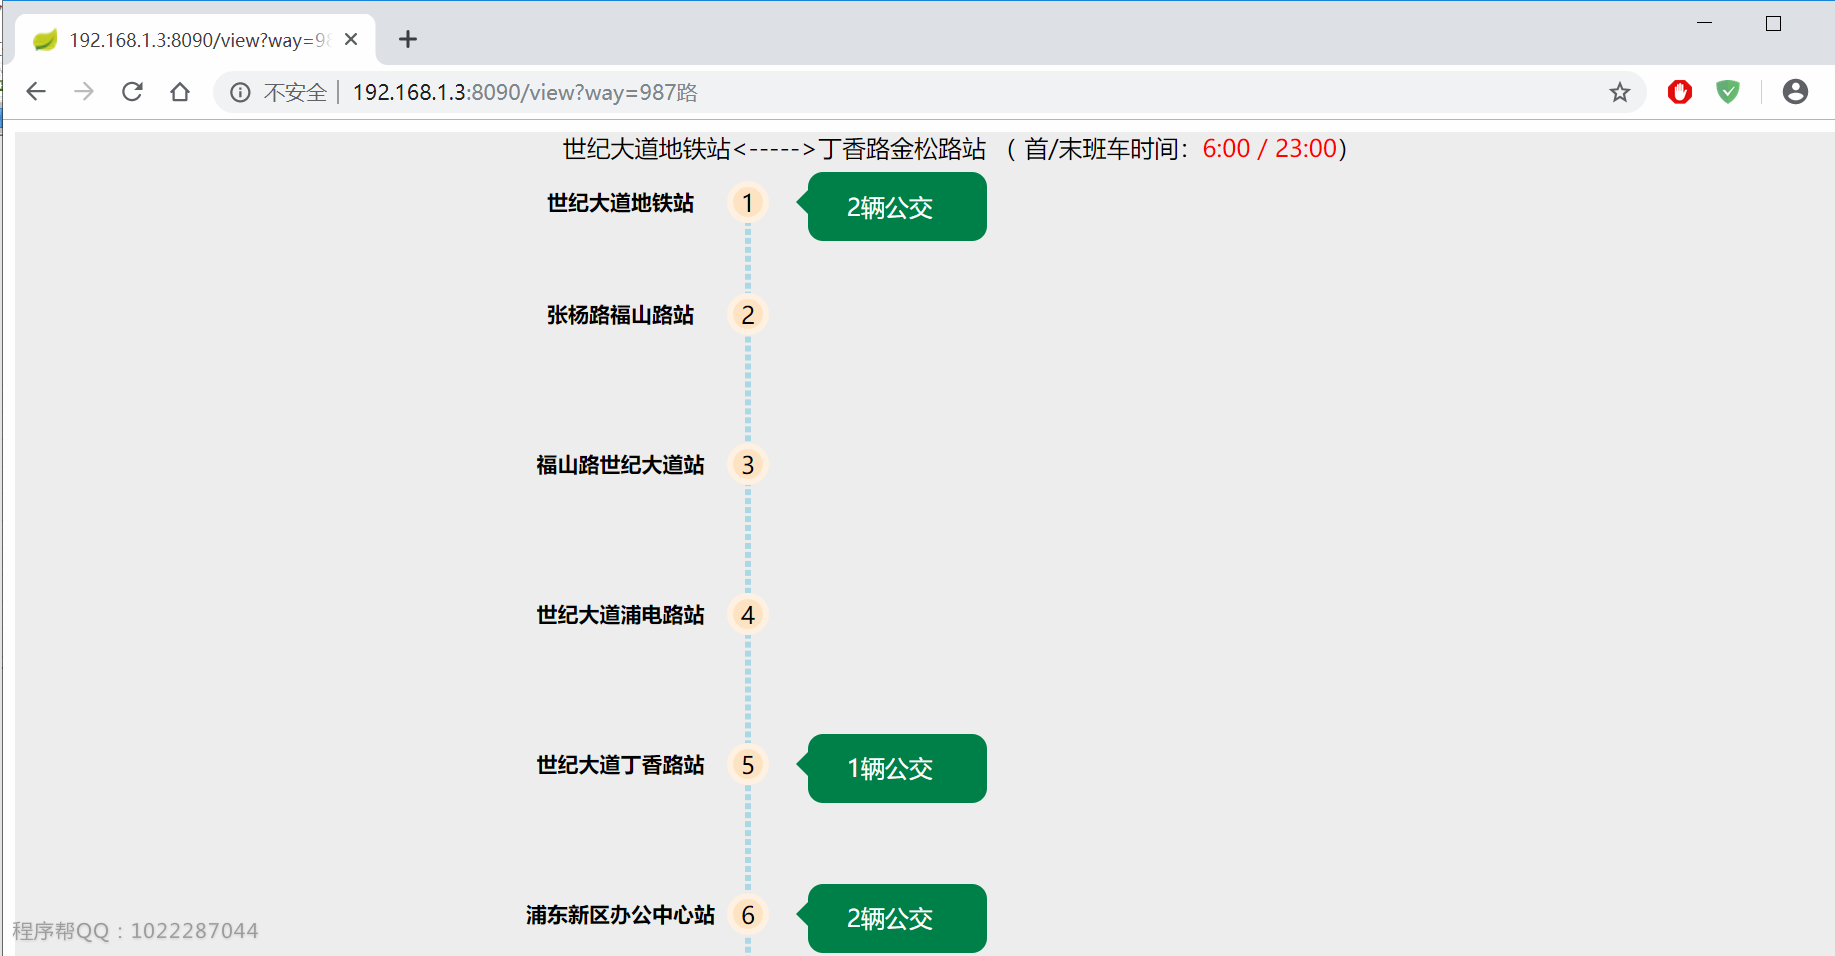 192.168.1.3:8090/view?way=98
不安全 | 192.168.1.3:8090/view?way=987路
世纪大道地铁站<----->丁香路金松路站 ( 首/末班车时间：6:00 / 23:00)
世纪大道地铁站 1 2辆公交
张杨路福山路站 2
福山路世纪大道站 3
世纪大道浦电路站 4
世纪大道丁香路站 5 1辆公交
浦东新区办公中心站 6 2辆公交
程序帮QQ：1022287044